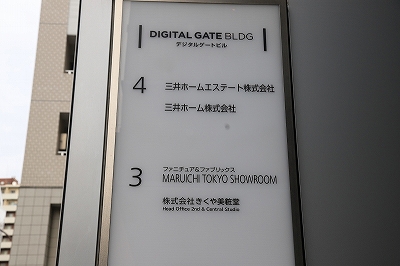 DIGITAL GATE BLDG
デジタルゲートビル
4 三井ホームエステート株式会社
三井ホーム株式会社
3 ファニチュア&ファブリックス
MARUICHI TOKYO SHOWROOM
株式会社きくや美粧堂
Head Office 2nd & Central Studio